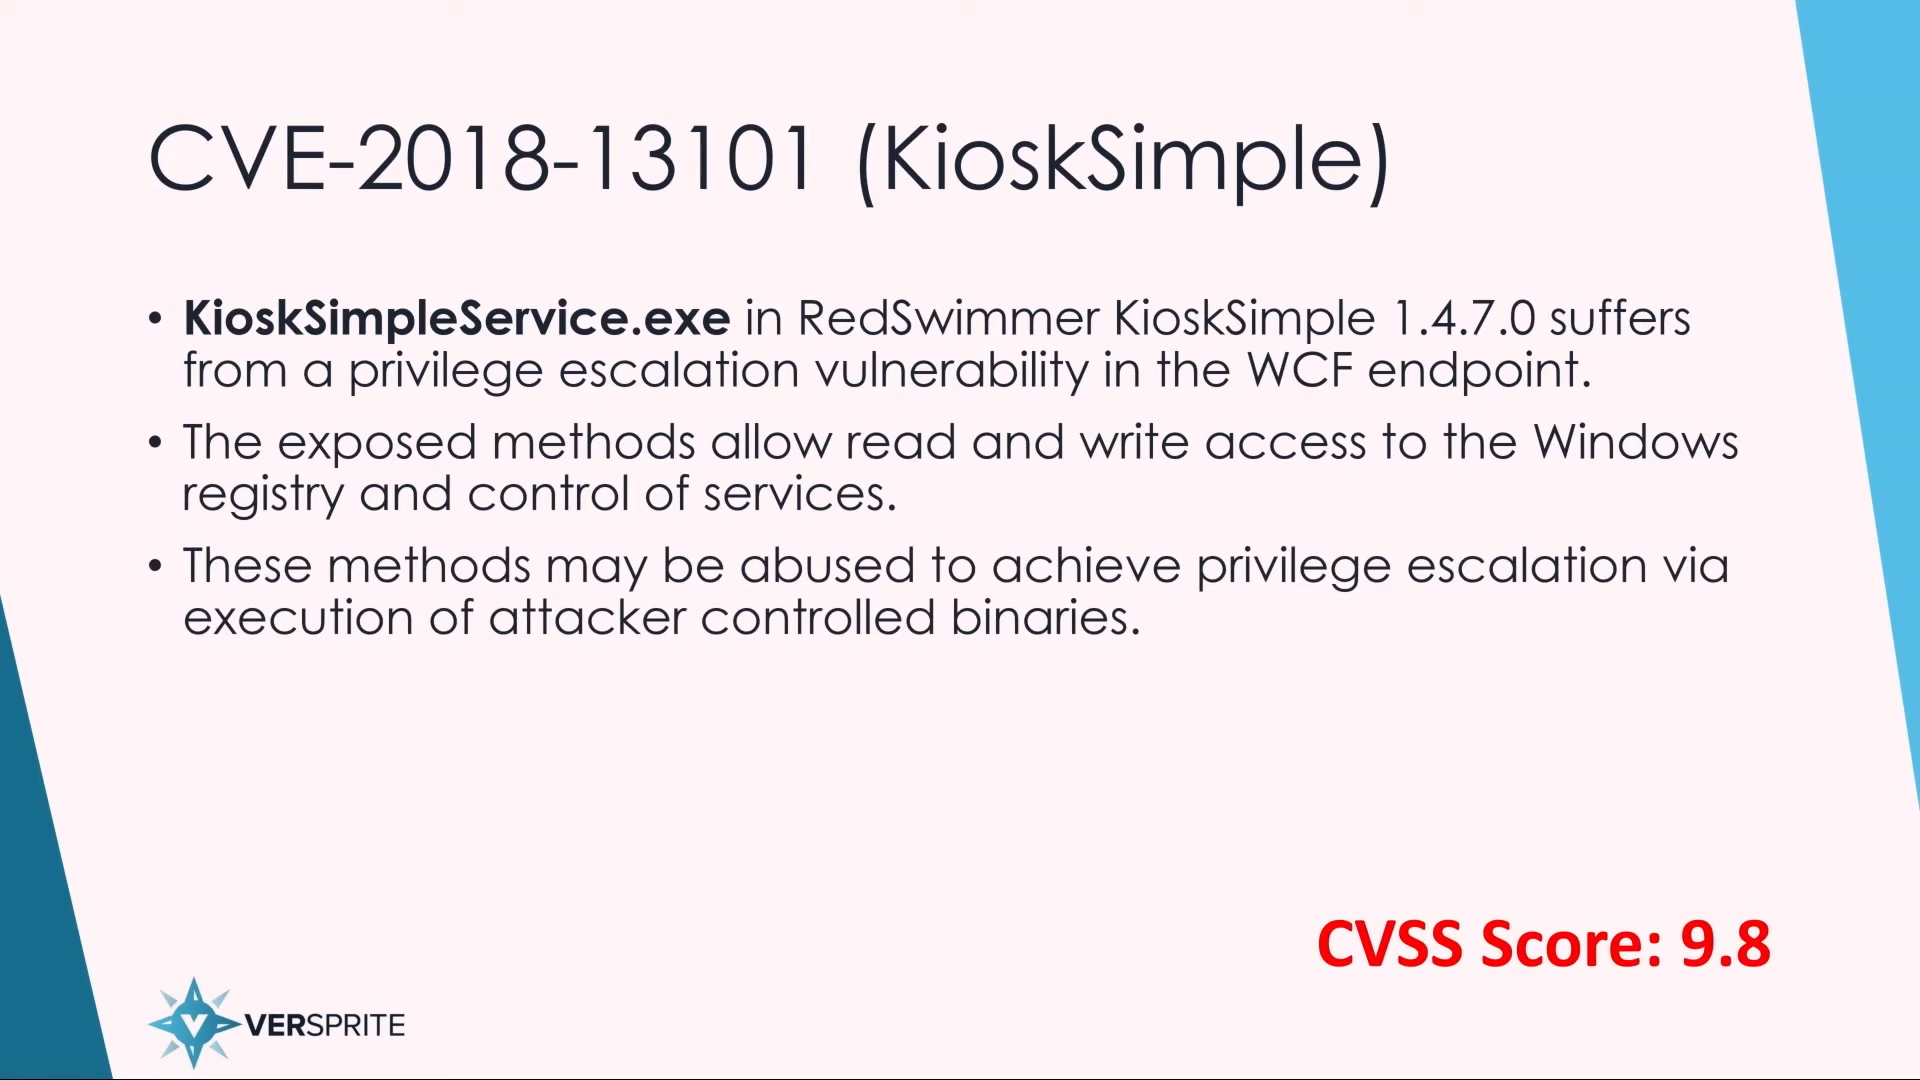 CVE-2018-13101 (KioskSimple)
• KioskSimpleService.exe in RedSwimmer KioskSimple 1.4.7.0 suffers
from a privilege escalation vulnerability in the WCF endpoint.
• The exposed methods allow read and write access to the Windows
registry and control of services.
• These methods may be abused to achieve privilege escalation via
execution of attacker controlled binaries.
CVSS Score: 9.8
VERSPRITE